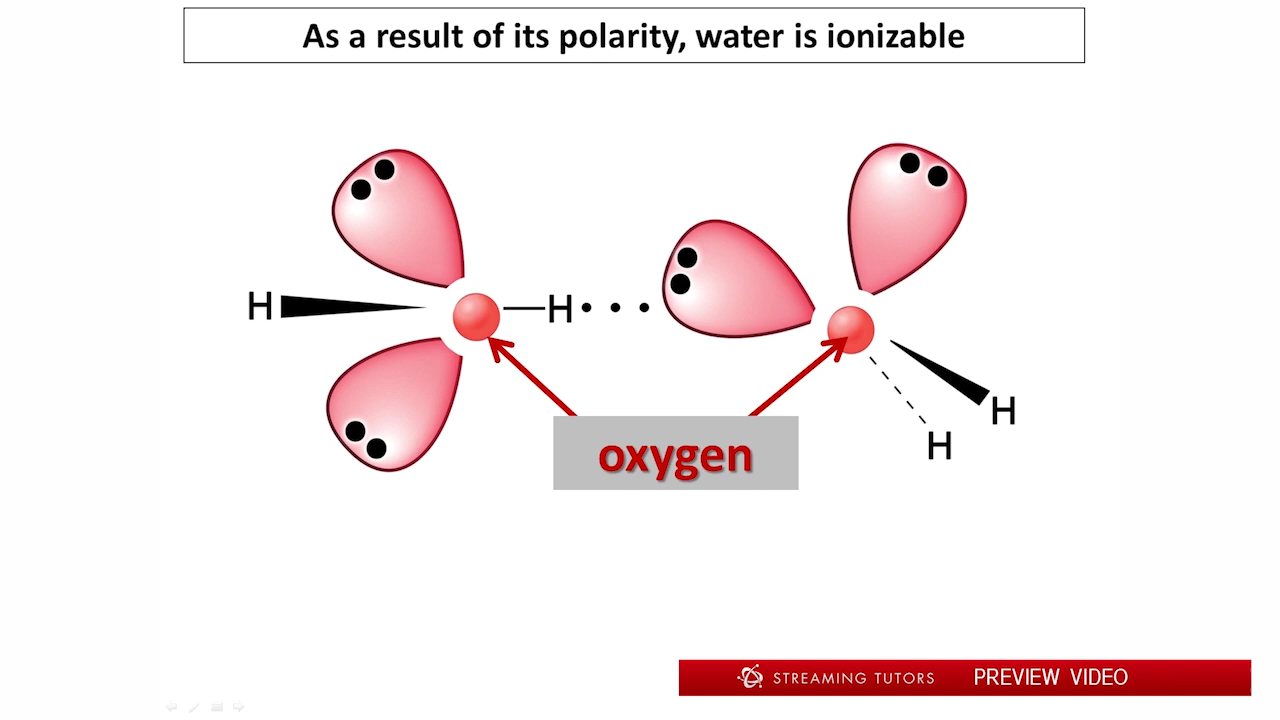 As a result of its polarity, water is ionizable
H
H
H
H
oxygen
STREAMING TUTORS PREVIEW VIDEO